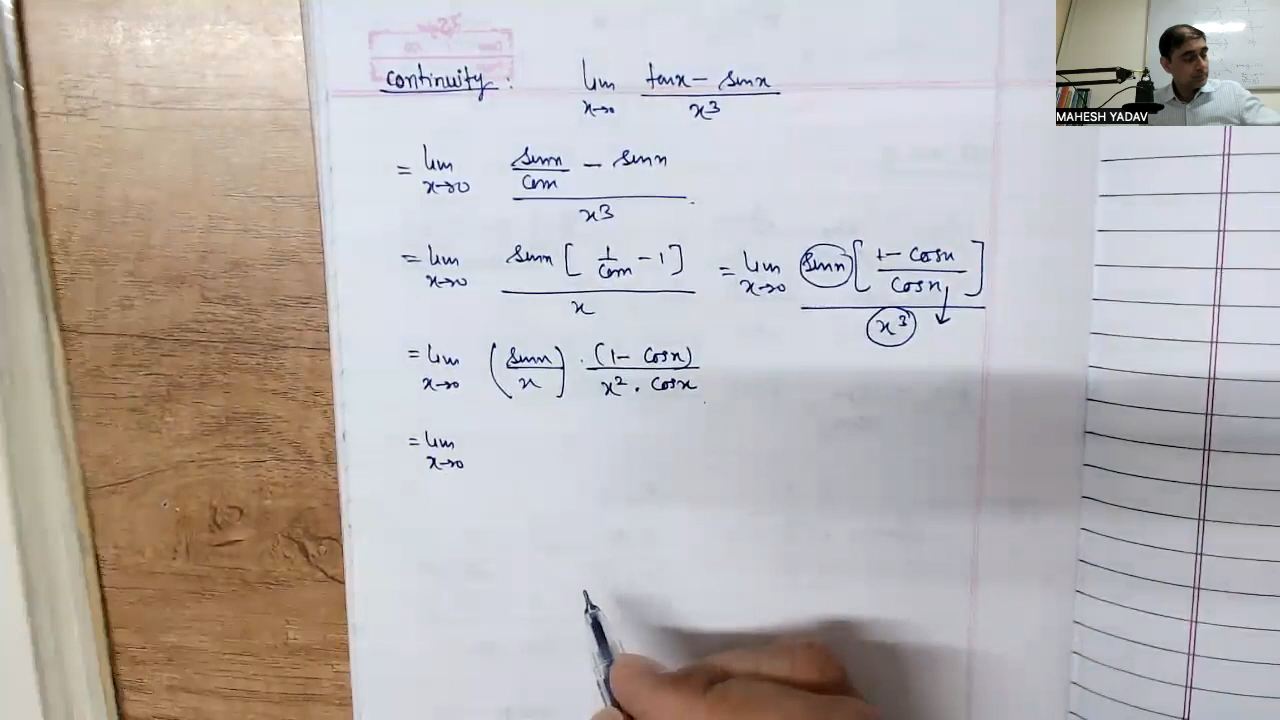 continuity : lim x→0 tanx − sinx / x³
= lim x→0 sinx/cosx − sinx / x³
= lim x→0 sinx [ 1/cosx − 1 ] / x = lim x→0 sinx [ 1 − cosx / cosx ] / x³
= lim x→0 ( sinx / x ) · (1 − cosx) / x² · cosx
= lim x→0
MAHESH YADAV